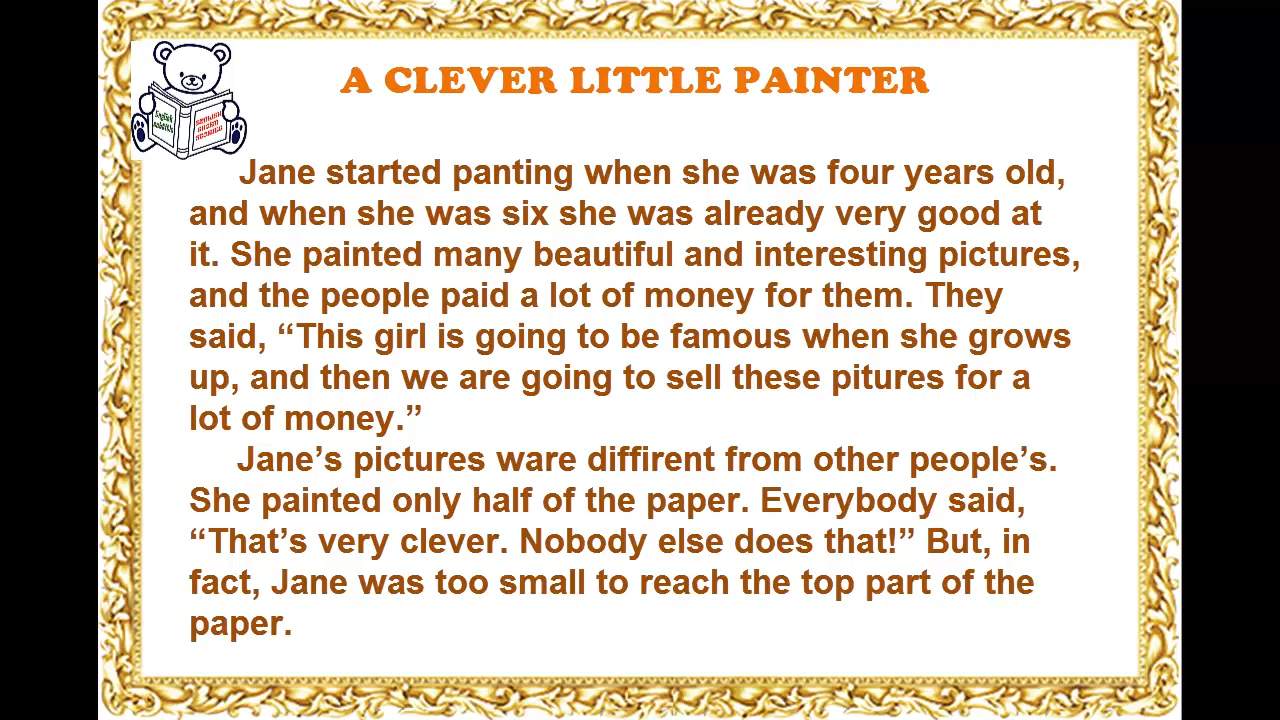 A CLEVER LITTLE PAINTER
English
subtitle
ENGLISH
SHORT
STORIES
Jane started panting when she was four years old,
and when she was six she was already very good at
it. She painted many beautiful and interesting pictures,
and the people paid a lot of money for them. They
said, “This girl is going to be famous when she grows
up, and then we are going to sell these pitures for a
lot of money.”
Jane’s pictures ware diffirent from other people’s.
She painted only half of the paper. Everybody said,
“That’s very clever. Nobody else does that!” But, in
fact, Jane was too small to reach the top part of the
paper.